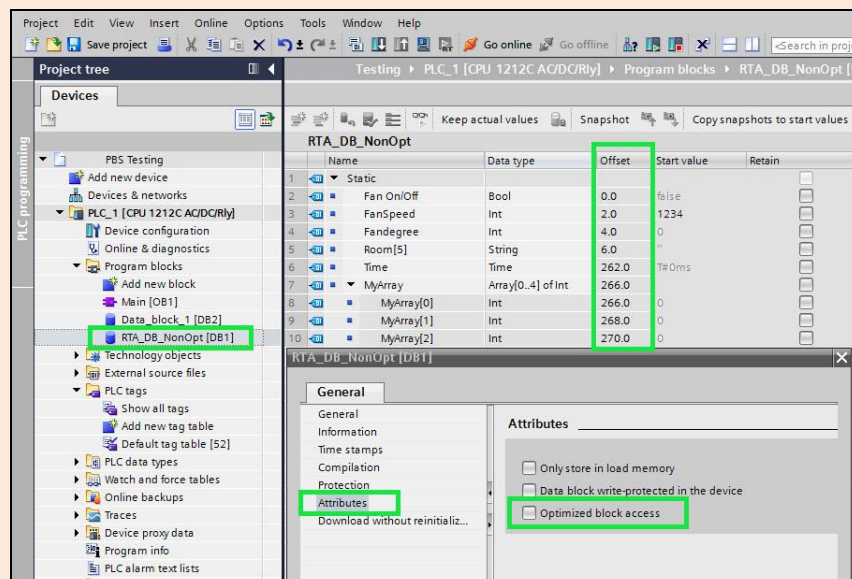 Project Edit View Insert Online Options Tools Window Help
Save project Go online Go offline <Search in proj
Project tree
Testing ▸ PLC_1 [CPU 1212C AC/DC/Rly] ▸ Program blocks ▸ RTA_DB_NonOpt [
Devices
PLC programming
Keep actual values Snapshot Copy snapshots to start values
RTA_DB_NonOpt
Name Data type Offset Start value Retain
1 Static
2 Fan On/Off Bool 0.0 false
3 FanSpeed Int 2.0 1234
4 Fandegree Int 4.0 0
5 Room[5] String 6.0 ''
6 Time Time 262.0 T#0ms
7 MyArray Array[0..4] of Int 266.0
8 MyArray[0] Int 266.0 0
9 MyArray[1] Int 268.0 0
10 MyArray[2] Int 270.0 0
PBS Testing
Add new device
Devices & networks
PLC_1 [CPU 1212C AC/DC/Rly]
Device configuration
Online & diagnostics
Program blocks
Add new block
Main [OB1]
Data_block_1 [DB2]
RTA_DB_NonOpt [DB1]
Technology objects
External source files
PLC tags
Show all tags
Add new tag table
Default tag table [52]
PLC data types
Watch and force tables
Online backups
Traces
Device proxy data
Program info
PLC alarm text lists
RTA_DB_NonOpt [DB1]
General
General
Information
Time stamps
Compilation
Protection
Attributes
Download without reinitializ...
Attributes
Only store in load memory
Data block write-protected in the device
Optimized block access